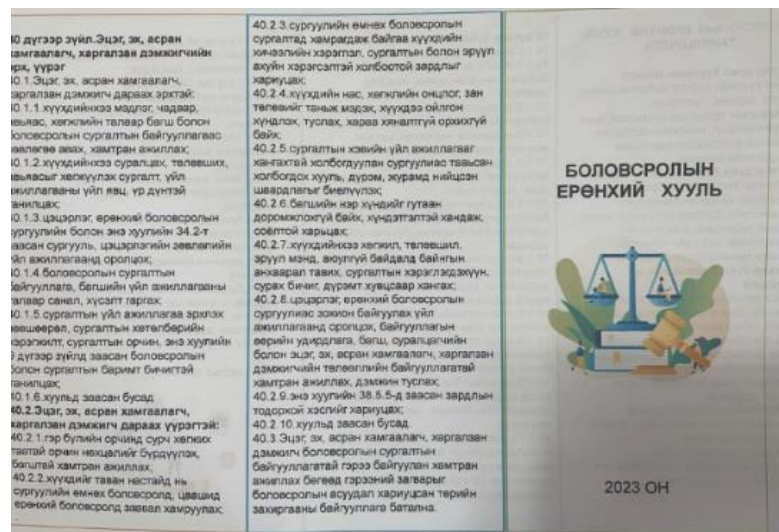 40 дүгээр зүйл.Эцэг, эх, асран
хамгаалагч, харгалзан дэмжигчийн
эрх, үүрэг
40.1.Эцэг, эх, асран хамгаалагч,
харгалзан дэмжигч дараах эрхтэй:
40.1.1.хүүхдийнхээ мэдлэг, чадвар,
авьяас, хөгжлийн талаар багш болон
боловсролын сургалтын байгууллагаас
зөвлөгөө авах, хамтран ажиллах;
40.1.2.хүүхдийнхээ суралцах, төлөвших,
авьяасыг хөгжүүлэх сургалт, үйл
ажиллагааны үйл явц, үр дүнтэй
танилцах;
40.1.3.цэцэрлэг, ерөнхий боловсролын
сургуулийн болон энэ хуулийн 34.2-т
заасан сургууль, цэцэрлэгийн зөвлөлийн
үйл ажиллагаанд оролцох;
40.1.4.боловсролын сургалтын
байгууллага, багшийн үйл ажиллагааны
талаар санал, хүсэлт гаргах;
40.1.5.сургалтын үйл ажиллагаа эрхлэх
зөвшөөрөл, сургалтын хөтөлбөрийн
хэрэгжилт, сургалтын орчин, энэ хуулийн
9 дүгээр зүйлд заасан боловсролын
болон сургалтын баримт бичигтэй
танилцах;
40.1.6.хуульд заасан бусад
40.2.Эцэг, эх, асран хамгаалагч,
харгалзан дэмжигч дараах үүрэгтэй:
40.2.1.гэр бүлийн орчинд сурч хөгжих
таатай орчин нөхцөлийг бүрдүүлэх,
багштай хамтран ажиллах;
40.2.2.хүүхдийг таван настайд нь
сургуулийн өмнөх боловсролд, цаашид
ерөнхий боловсролд заавал хамруулах;
40.2.3.сургуулийн өмнөх боловсролын
сургалтад хамрагдаж байгаа хүүхдийн
хичээлийн хэрэглэл, сургалтын болон эрүүл
ахуйн хэрэгсэлтэй холбоотой зардлыг
хариуцах;
40.2.4.хүүхдийн нас, хөгжлийн онцлог, зан
төлөвийг таньж мэдэх, хүүхдээ ойлгон
хүндлэх, туслах, хараа хяналтгүй орхихгүй
байх;
40.2.5.сургалтын хэвийн үйл ажиллагааг
хангахтай холбогдуулан сургуулиас тавьсан
холбогдох хууль, дүрэм, журамд нийцсэн
шаардлагыг биелүүлэх;
40.2.6.багшийн нэр хүндийг гутаан
доромжлохгүй байх, хүндэтгэлтэй хандаж,
соёлтой харьцах;
40.2.7.хүүхдийнхээ хөгжил, төлөвшил,
эрүүл мэнд, аюулгүй байдалд байнгын
анхаарал тавих, сургалтын хэрэглэгдэхүүн,
сурах бичиг, дүрэмт хувцсаар хангах;
40.2.8.цэцэрлэг, ерөнхий боловсролын
сургуулиас зохион байгуулах үйл
ажиллагаанд оролцох, байгууллагын
өөрийн удирдлага, багш, суралцагчийн
болон эцэг, эх, асран хамгаалагч, харгалзан
дэмжигчийн төлөөллийн байгууллагатай
хамтран ажиллах, дэмжин туслах;
40.2.9.энэ хуулийн 38.5.5-д заасан зардлын
тодорхой хэсгийг хариуцах;
40.2.10.хуульд заасан бусад.
40.3.Эцэг, эх, асран хамгаалагч, харгалзан
дэмжигч боловсролын сургалтын
байгууллагатай гэрээ байгуулан хамтран
ажиллах бөгөөд гэрээний загварыг
боловсролын асуудал хариуцсан төрийн
захиргааны байгууллага батална.
БОЛОВСРОЛЫН
ЕРӨНХИЙ ХУУЛЬ
2023 ОН